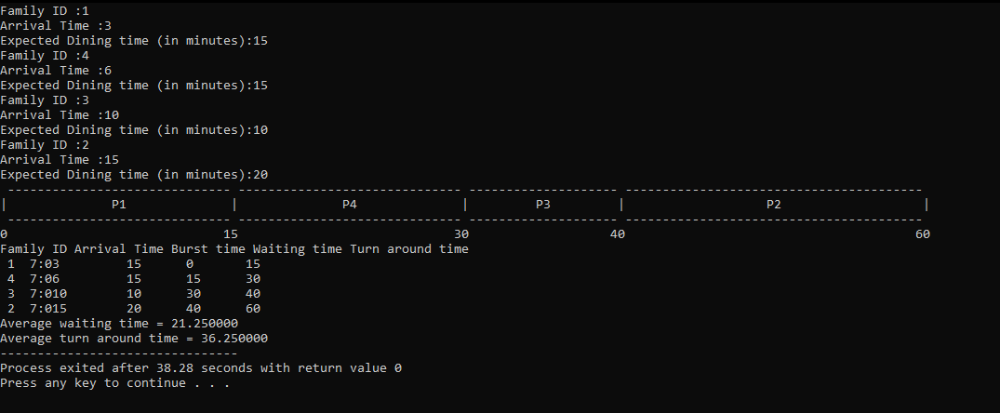 Family ID :1
Arrival Time :3
Expected Dining time (in minutes):15
Family ID :4
Arrival Time :6
Expected Dining time (in minutes):15
Family ID :3
Arrival Time :10
Expected Dining time (in minutes):10
Family ID :2
Arrival Time :15
Expected Dining time (in minutes):20
 ------------------------------ ------------------------------ -------------------- ----------------------------------------
|              P1              |              P4              |         P3         |                   P2                   |
 ------------------------------ ------------------------------ -------------------- ----------------------------------------
0                             15                             30                   40                                       60
Family ID Arrival Time Burst time Waiting time Turn around time
 1  7:03         15      0       15
 4  7:06         15      15      30
 3  7:010        10      30      40
 2  7:015        20      40      60
Average waiting time = 21.250000
Average turn around time = 36.250000
--------------------------------
Process exited after 38.28 seconds with return value 0
Press any key to continue . . .